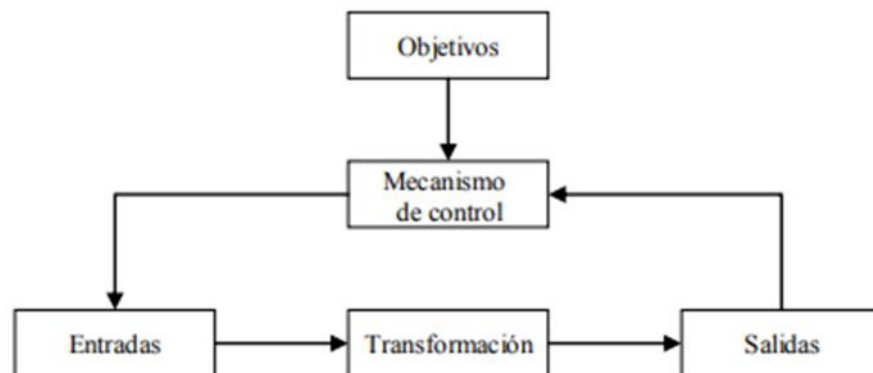 Objetivos
Mecanismo
de control
Entradas
Transformación
Salidas